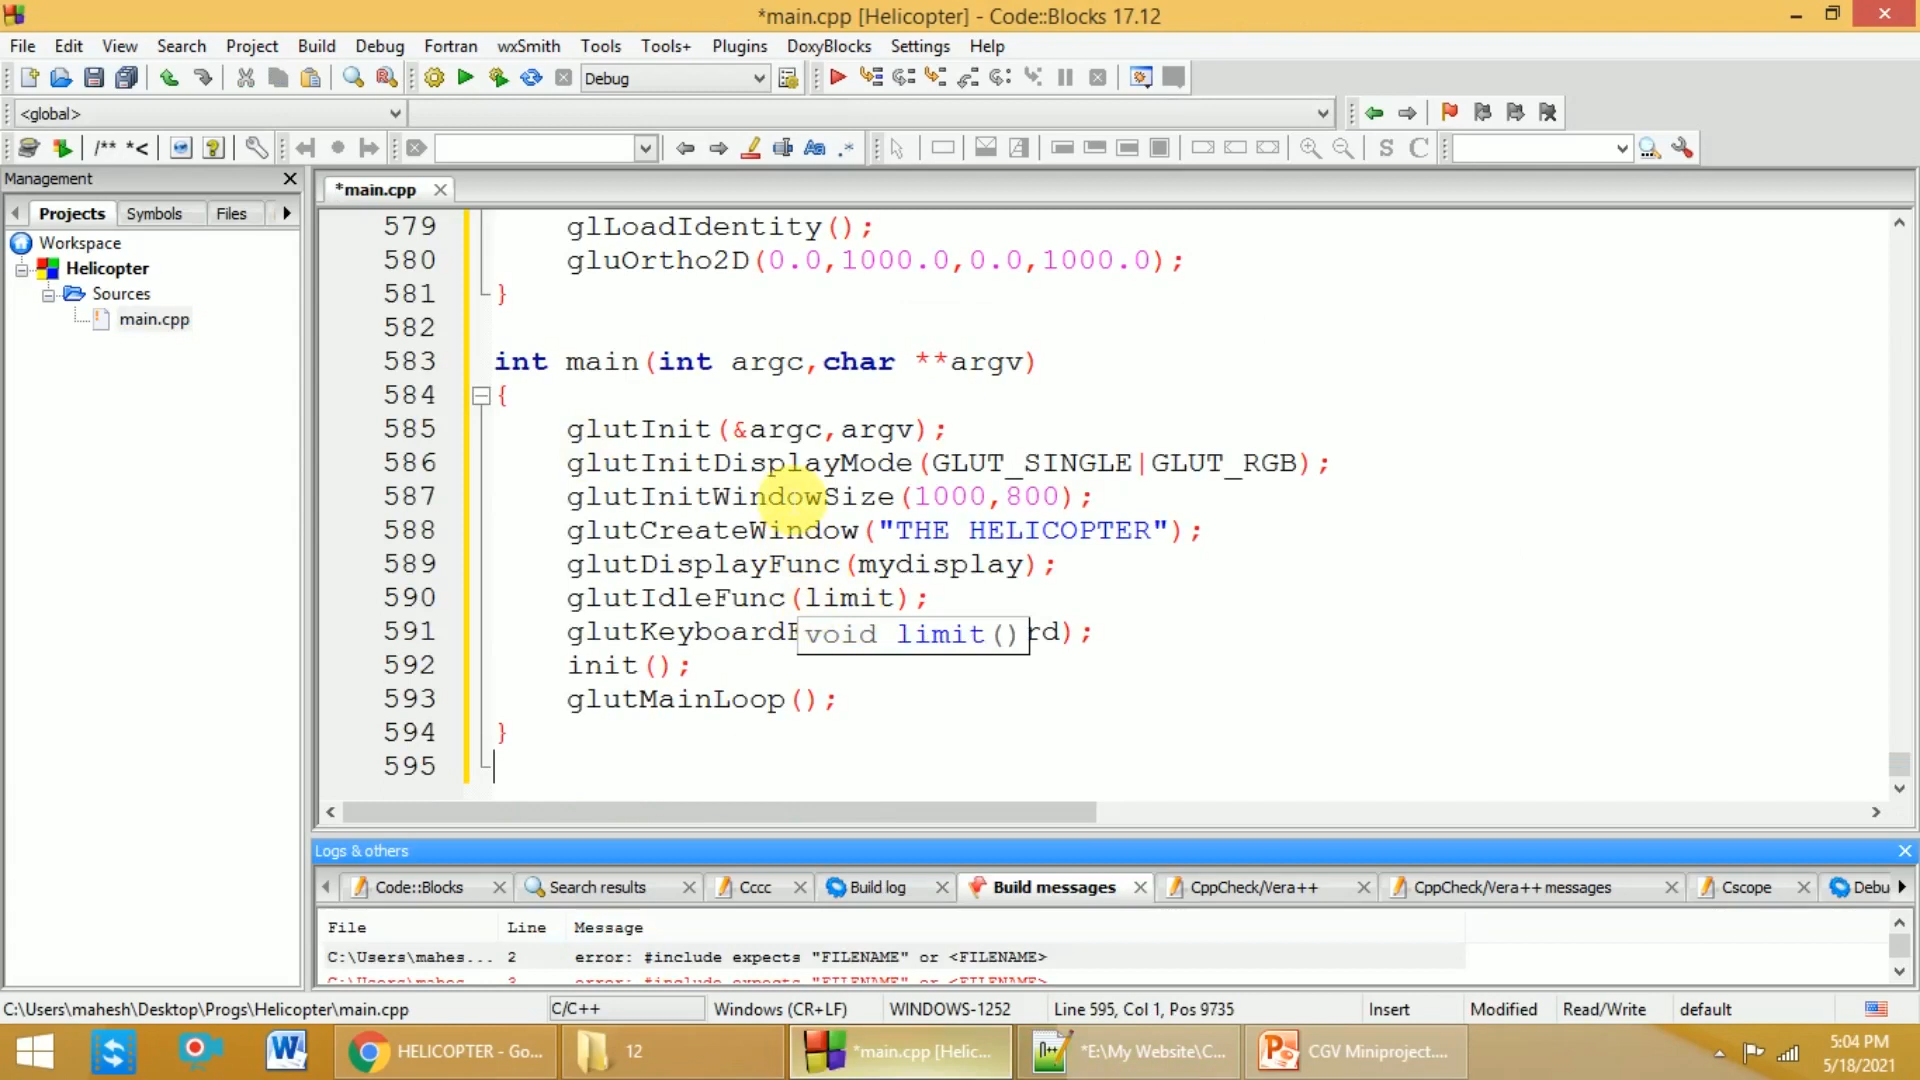 *main.cpp [Helicopter] - Code::Blocks 17.12
File Edit View Search Project Build Debug Fortran wxSmith Tools Tools+ Plugins DoxyBlocks Settings Help
Debug
<global>
/** *<
Aa .*
S C
Management
Projects Symbols Files
*main.cpp
Workspace
Helicopter
Sources
main.cpp
579 glLoadIdentity();
580 gluOrtho2D(0.0,1000.0,0.0,1000.0);
581 }
582
583 int main(int argc,char **argv)
584 {
585 glutInit(&argc,argv);
586 glutInitDisplayMode(GLUT_SINGLE|GLUT_RGB);
587 glutInitWindowSize(1000,800);
588 glutCreateWindow("THE HELICOPTER");
589 glutDisplayFunc(mydisplay);
590 glutIdleFunc(limit);
591 glutKeyboard rd);
void limit()
592 init();
593 glutMainLoop();
594 }
595
Logs & others
Code::Blocks Search results Cccc Build log Build messages CppCheck/Vera++ CppCheck/Vera++ messages Cscope Debu
File Line Message
C:\Users\mahes... 2 error: #include expects "FILENAME" or <FILENAME>
C:\Users\mahes... 3 error: #include expects "FILENAME" or <FILENAME>
C:\Users\mahesh\Desktop\Progs\Helicopter\main.cpp C/C++ Windows (CR+LF) WINDOWS-1252 Line 595, Col 1, Pos 9735 Insert Modified Read/Write default
HELICOPTER - Go... 12 *main.cpp [Helic... *E:\My Website\C... CGV Miniproject....
5:04 PM
5/18/2021